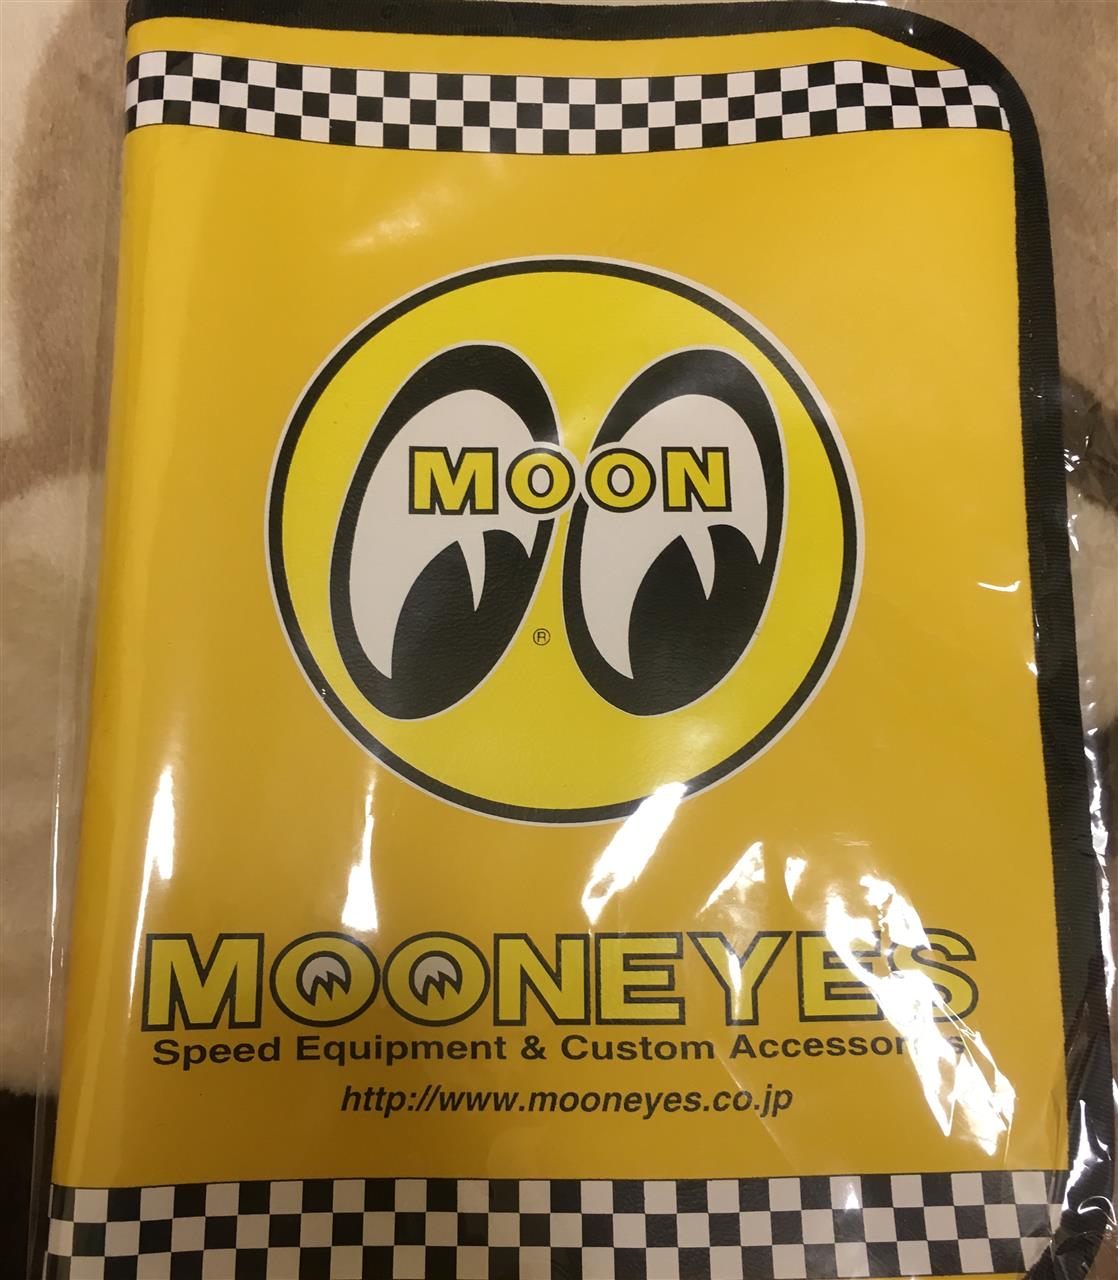 MOON
®
MOONEYES
Speed Equipment & Custom Accessories
http://www.mooneyes.co.jp